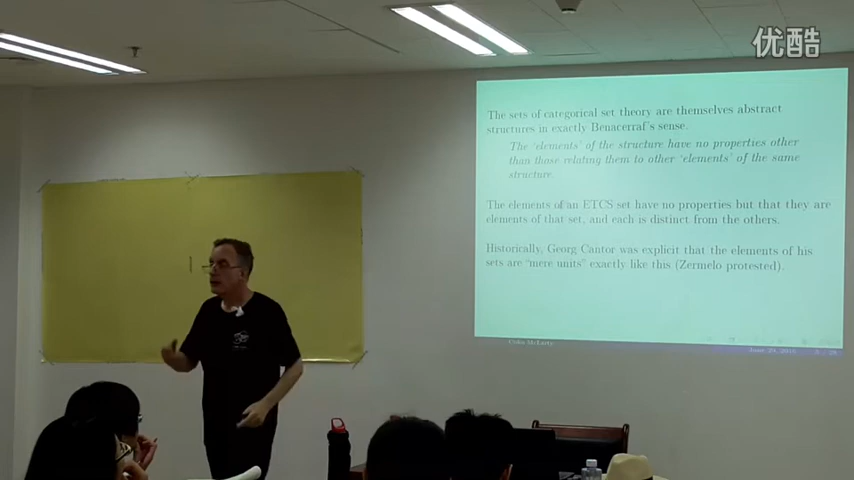 优酷
The sets of categorical set theory are themselves abstract
structures in exactly Benacerraf's sense.
The 'elements' of the structure have no properties other
than those relating them to other 'elements' of the same
structure.
The elements of an ETCS set have no properties but that they are
elements of that set, and each is distinct from the others.
Historically, Georg Cantor was explicit that the elements of his
sets are "mere units" exactly like this (Zermelo protested).
Colin McLarty